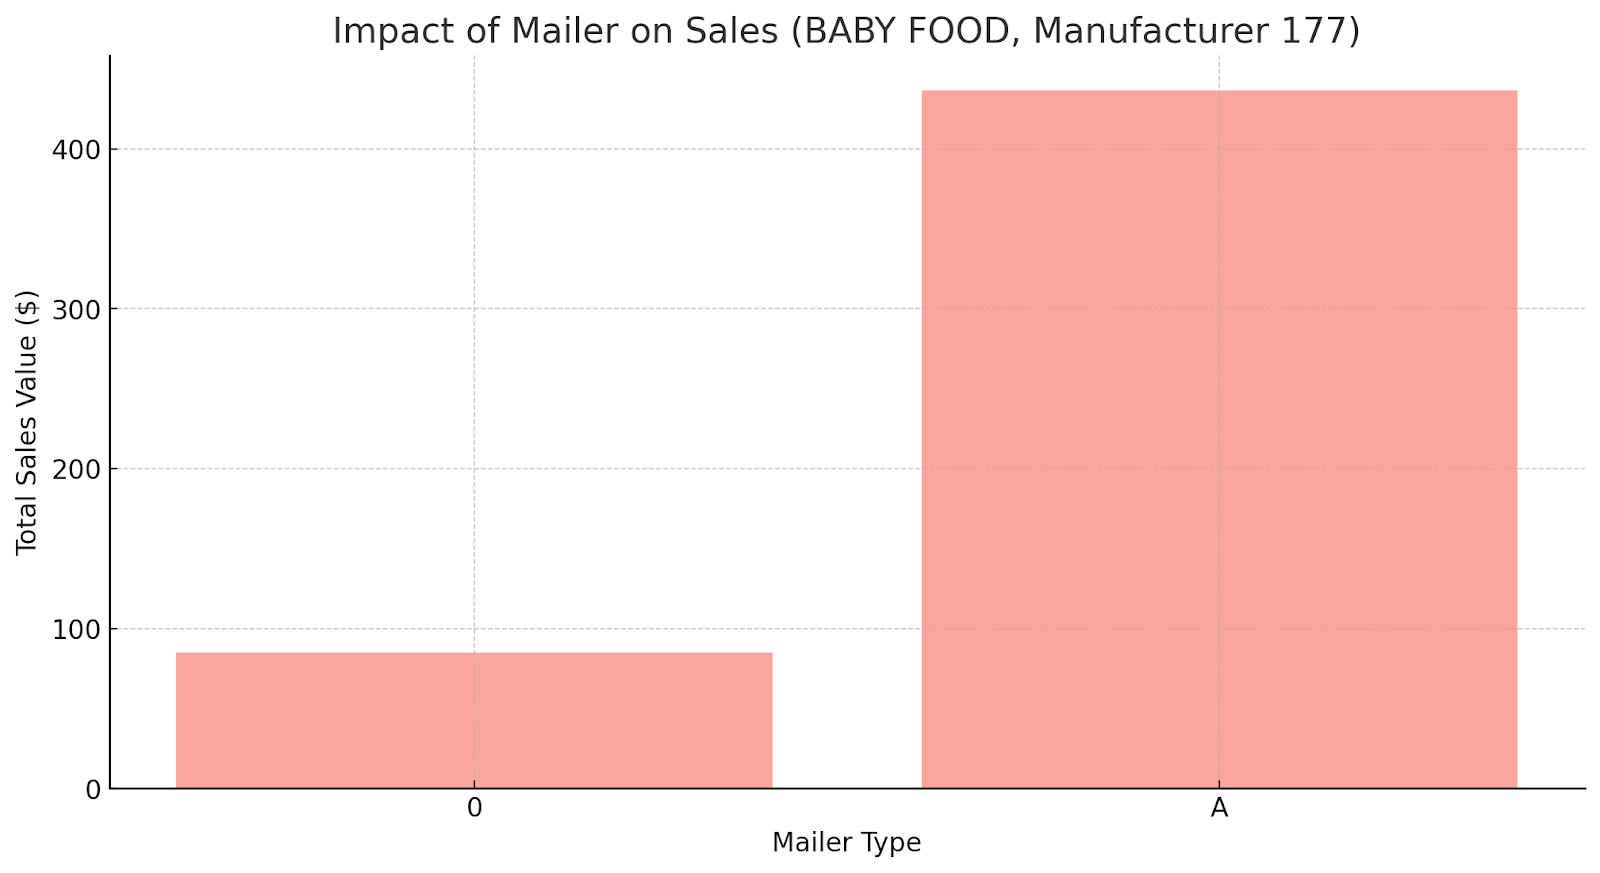 Impact of Mailer on Sales (BABY FOOD, Manufacturer 177)
Total Sales Value ($)
400
300
200
100
0
0
A
Mailer Type